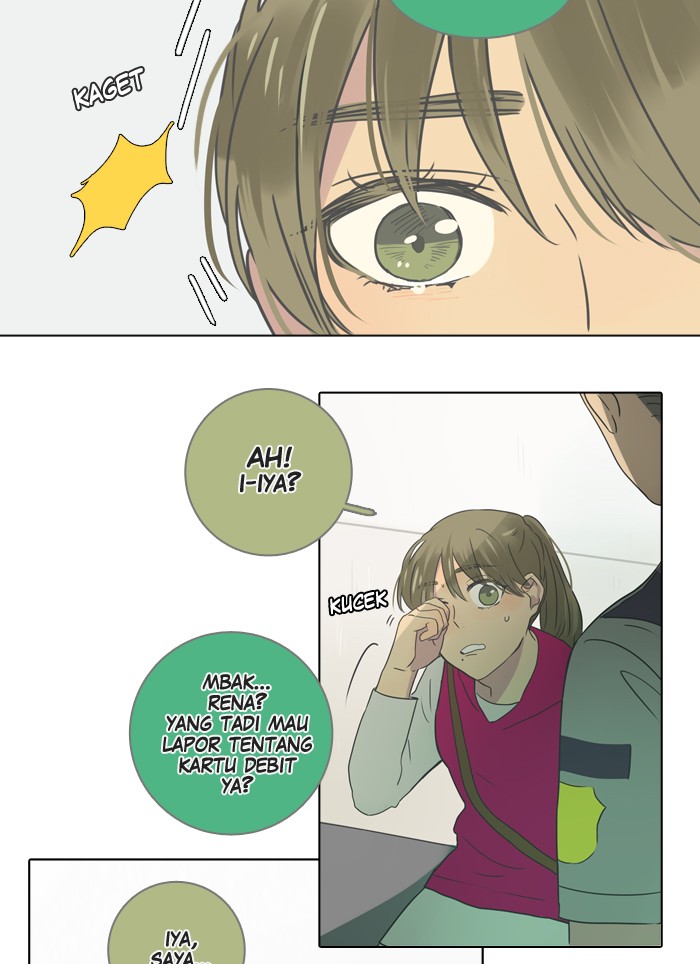 KAGET
AH!
I-IYA?
KUCEK
MBAK...
RENA?
YANG TADI MAU
LAPOR TENTANG
KARTU DEBIT
YA?
IYA,
SAYA...